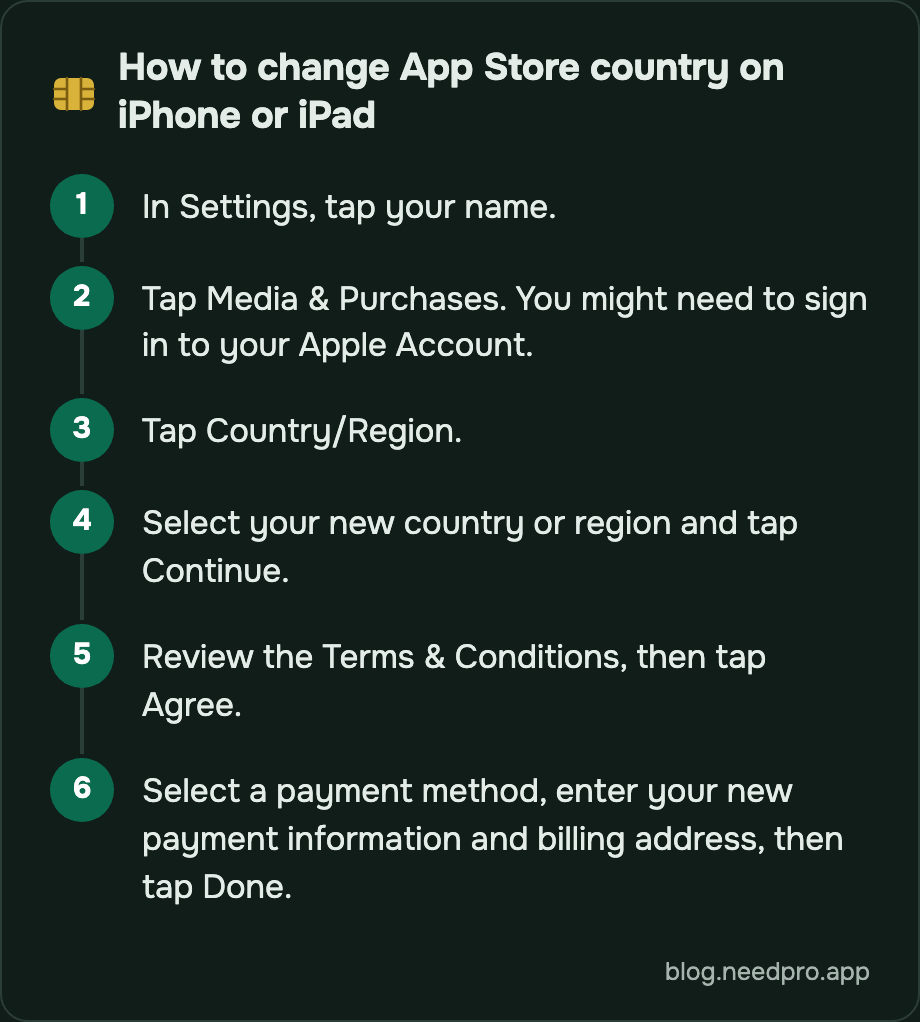 How to change App Store country on
iPhone or iPad
1
In Settings, tap your name.
2
Tap Media & Purchases. You might need to sign
in to your Apple Account.
3
Tap Country/Region.
4
Select your new country or region and tap
Continue.
5
Review the Terms & Conditions, then tap
Agree.
6
Select a payment method, enter your new
payment information and billing address, then
tap Done.
blog.needpro.app